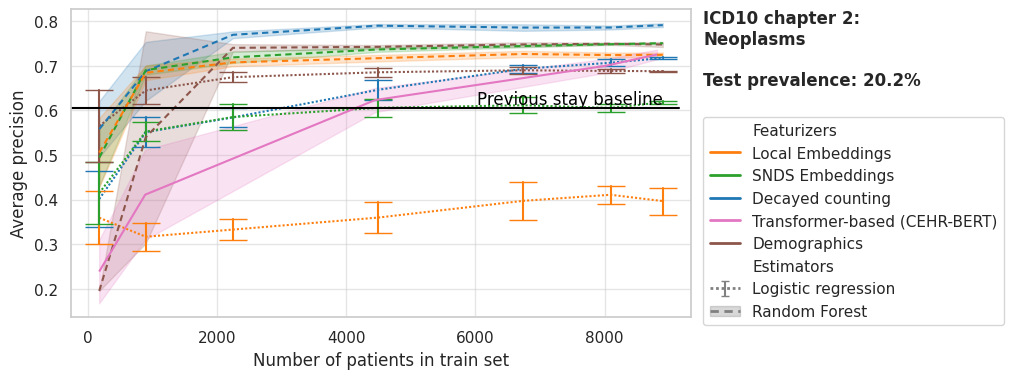 ICD10 chapter 2:
Neoplasms
Test prevalence: 20.2%
Average precision
0.8
0.7
0.6
0.5
0.4
0.3
0.2
Previous stay baseline
0
2000
4000
6000
8000
Number of patients in train set
Featurizers
Local Embeddings
SNDS Embeddings
Decayed counting
Transformer-based (CEHR-BERT)
Demographics
Estimators
Logistic regression
Random Forest